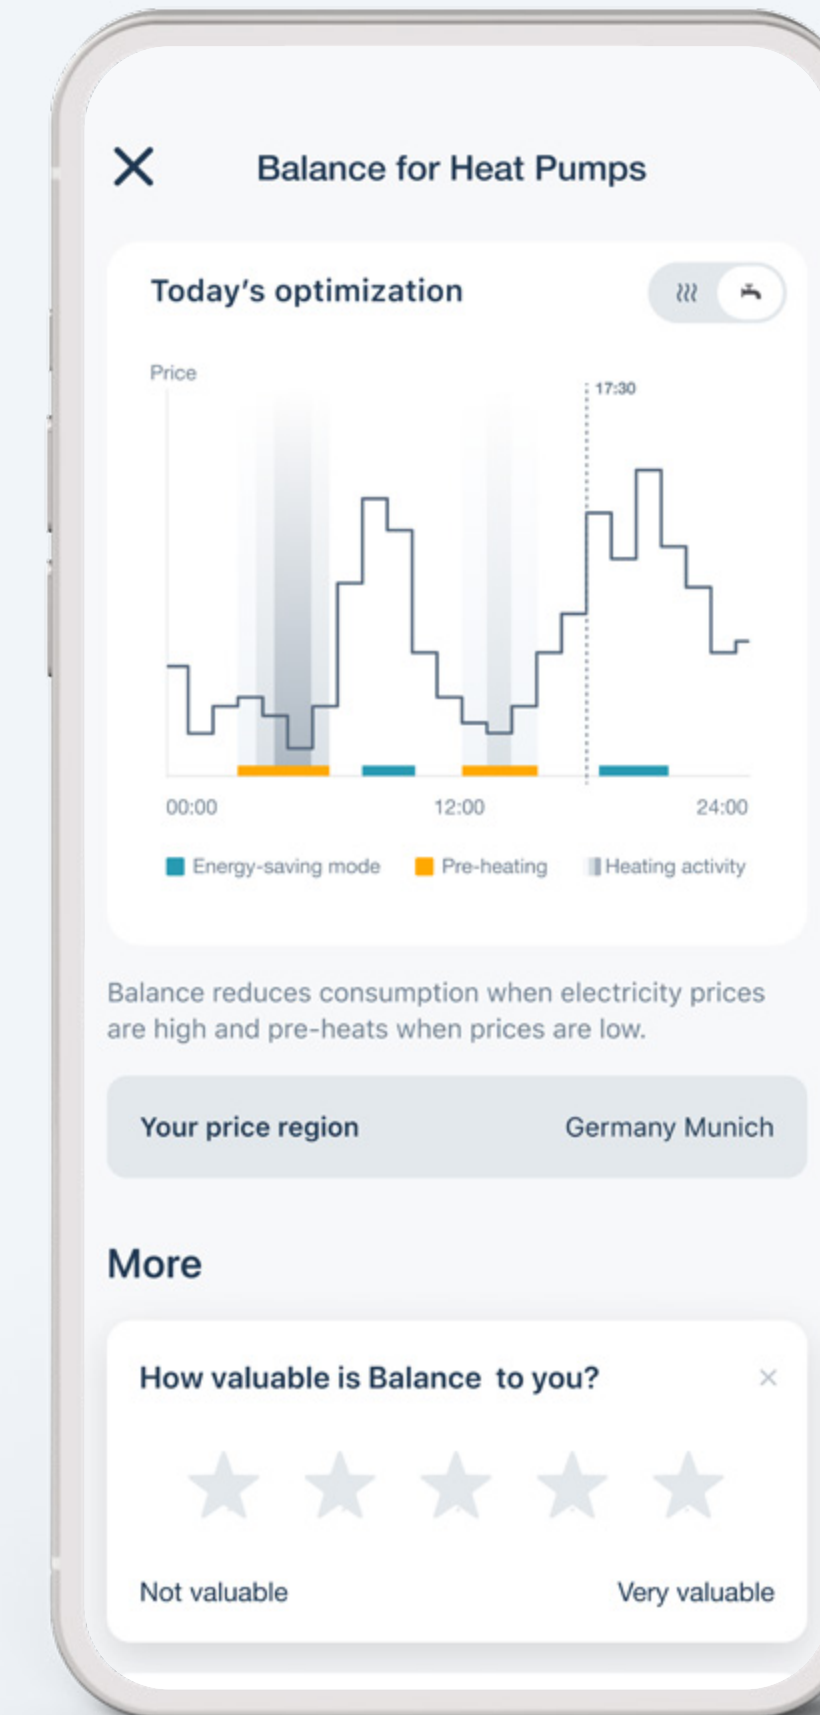 Balance for Heat Pumps
Today's optimization
Price
17:30
00:00 12:00 24:00
Energy-saving mode Pre-heating Heating activity
Balance reduces consumption when electricity prices
are high and pre-heats when prices are low.
Your price region Germany Munich
More
How valuable is Balance to you?
Not valuable Very valuable